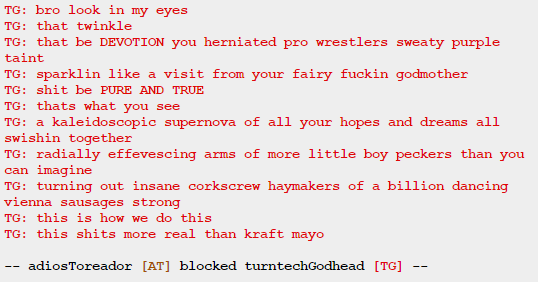 TG: bro look in my eyes
TG: that twinkle
TG: that be DEVOTION you herniated pro wrestlers sweaty purple
taint
TG: sparklin like a visit from your fairy fuckin godmother
TG: shit be PURE AND TRUE
TG: thats what you see
TG: a kaleidoscopic supernova of all your hopes and dreams all
swishin together
TG: radially effevescing arms of more little boy peckers than you
can imagine
TG: turning out insane corkscrew haymakers of a billion dancing
vienna sausages strong
TG: this is how we do this
TG: this shits more real than kraft mayo
-- adiosToreador [AT] blocked turntechGodhead [TG] --